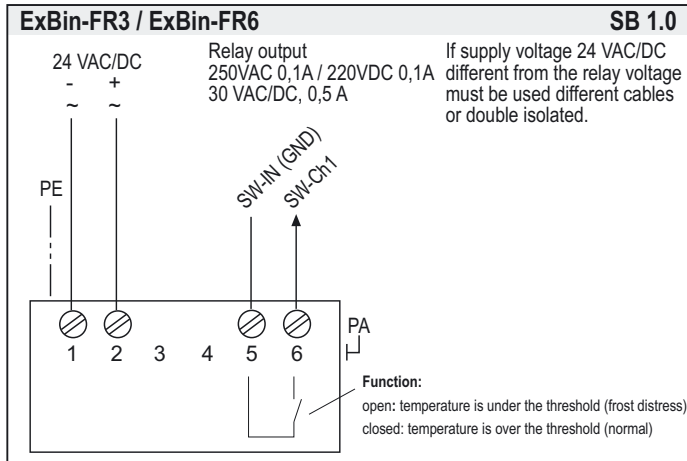 ExBin-FR3 / ExBin-FR6 SB 1.0
24 VAC/DC
- +
~ ~
Relay output
250VAC 0,1A / 220VDC 0,1A
30 VAC/DC, 0,5 A
If supply voltage 24 VAC/DC
different from the relay voltage
must be used different cables
or double isolated.
PE
SW-IN (GND)
SW-Ch1
PA
1 2 3 4 5 6
Function:
open: temperature is under the threshold (frost distress)
closed: temperature is over the threshold (normal)